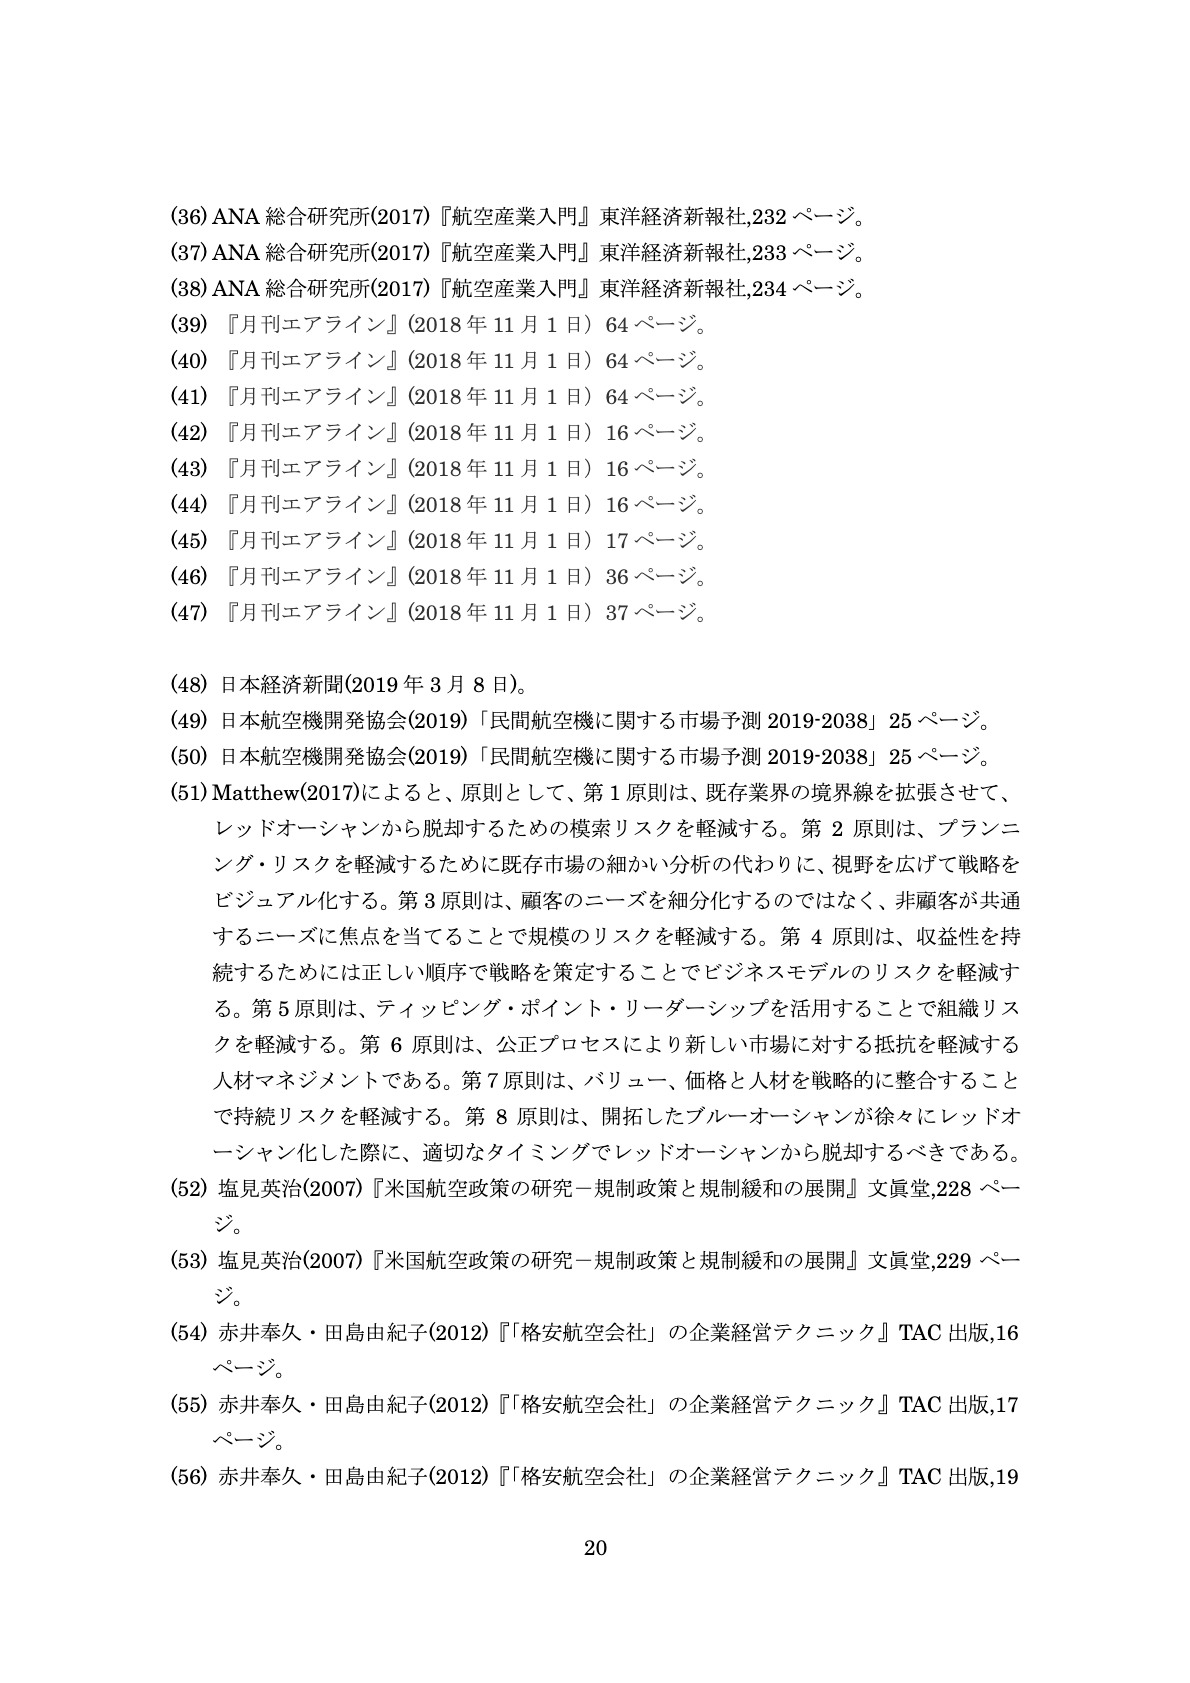 (36) ANA 総合研究所(2017)『航空産業入門』東洋経済新報社,232 ページ。
(37) ANA 総合研究所(2017)『航空産業入門』東洋経済新報社,233 ページ。
(38) ANA 総合研究所(2017)『航空産業入門』東洋経済新報社,234 ページ。
(39) 『月刊エアライン』(2018 年 11 月 1 日) 64 ページ。
(40) 『月刊エアライン』(2018 年 11 月 1 日) 64 ページ。
(41) 『月刊エアライン』(2018 年 11 月 1 日) 64 ページ。
(42) 『月刊エアライン』(2018 年 11 月 1 日) 16 ページ。
(43) 『月刊エアライン』(2018 年 11 月 1 日) 16 ページ。
(44) 『月刊エアライン』(2018 年 11 月 1 日) 16 ページ。
(45) 『月刊エアライン』(2018 年 11 月 1 日) 17 ページ。
(46) 『月刊エアライン』(2018 年 11 月 1 日) 36 ページ。
(47) 『月刊エアライン』(2018 年 11 月 1 日) 37 ページ。
(48) 日本経済新聞(2019 年 3 月 8 日)。
(49) 日本航空機開発協会(2019)「民間航空機に関する市場予測 2019-2038」25 ページ。
(50) 日本航空機開発協会(2019)「民間航空機に関する市場予測 2019-2038」25 ページ。
(51) Matthew(2017)によると、原則として、第 1 原則は、既存業界の境界線を拡張させて、
レッドオーシャンから脱却するための模索リスクを軽減する。第 2 原則は、プランニ
ング・リスクを軽減するために既存市場の細かい分析の代わりに、視野を広げて戦略を
ビジュアル化する。第 3 原則は、顧客のニーズを細分化するのではなく、非顧客が共通
するニーズに焦点を当てることで規模のリスクを軽減する。第 4 原則は、収益性を持
続するためには正しい順序で戦略を策定することでビジネスモデルのリスクを軽減す
る。第 5 原則は、ティッピング・ポイント・リーダーシップを活用することで組織リス
クを軽減する。第 6 原則は、公正プロセスにより新しい市場に対する抵抗を軽減する
人材マネジメントである。第 7 原則は、バリュー、価格と人材を戦略的に整合すること
で持続リスクを軽減する。第 8 原則は、開拓したブルーオーシャンが徐々にレッドオ
ーシャン化した際に、適切なタイミングでレッドオーシャンから脱却するべきである。
(52) 塩見英治(2007)『米国航空政策の研究－規制政策と規制緩和の展開』文眞堂,228 ペー
ジ。
(53) 塩見英治(2007)『米国航空政策の研究－規制政策と規制緩和の展開』文眞堂,229 ペー
ジ。
(54) 赤井奉久・田島由紀子(2012)『「格安航空会社」の企業経営テクニック』TAC 出版,16
ページ。
(55) 赤井奉久・田島由紀子(2012)『「格安航空会社」の企業経営テクニック』TAC 出版,17
ページ。
(56) 赤井奉久・田島由紀子(2012)『「格安航空会社」の企業経営テクニック』TAC 出版,19
20